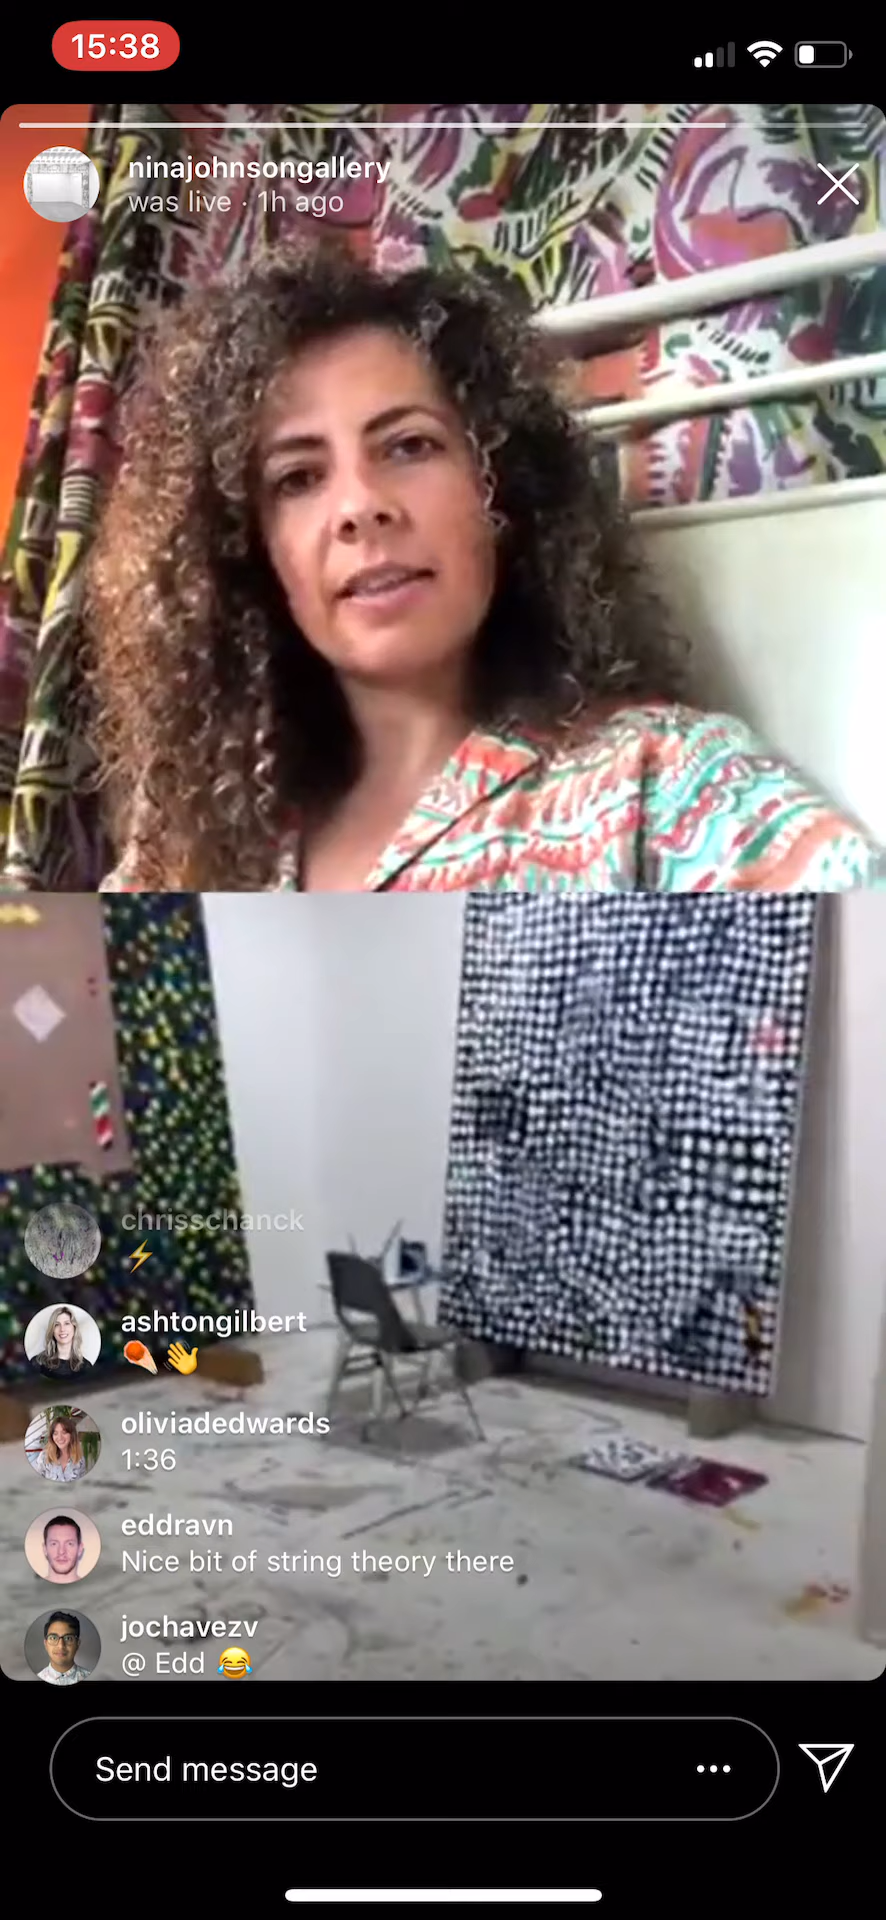 15:38
ninajohnsongallery
was live · 1h ago
chrisschanck
⚡
ashtongilbert
☄️👋
oliviadedwards
1:36
eddravn
Nice bit of string theory there
jochavezv
@ Edd 😂
Send message